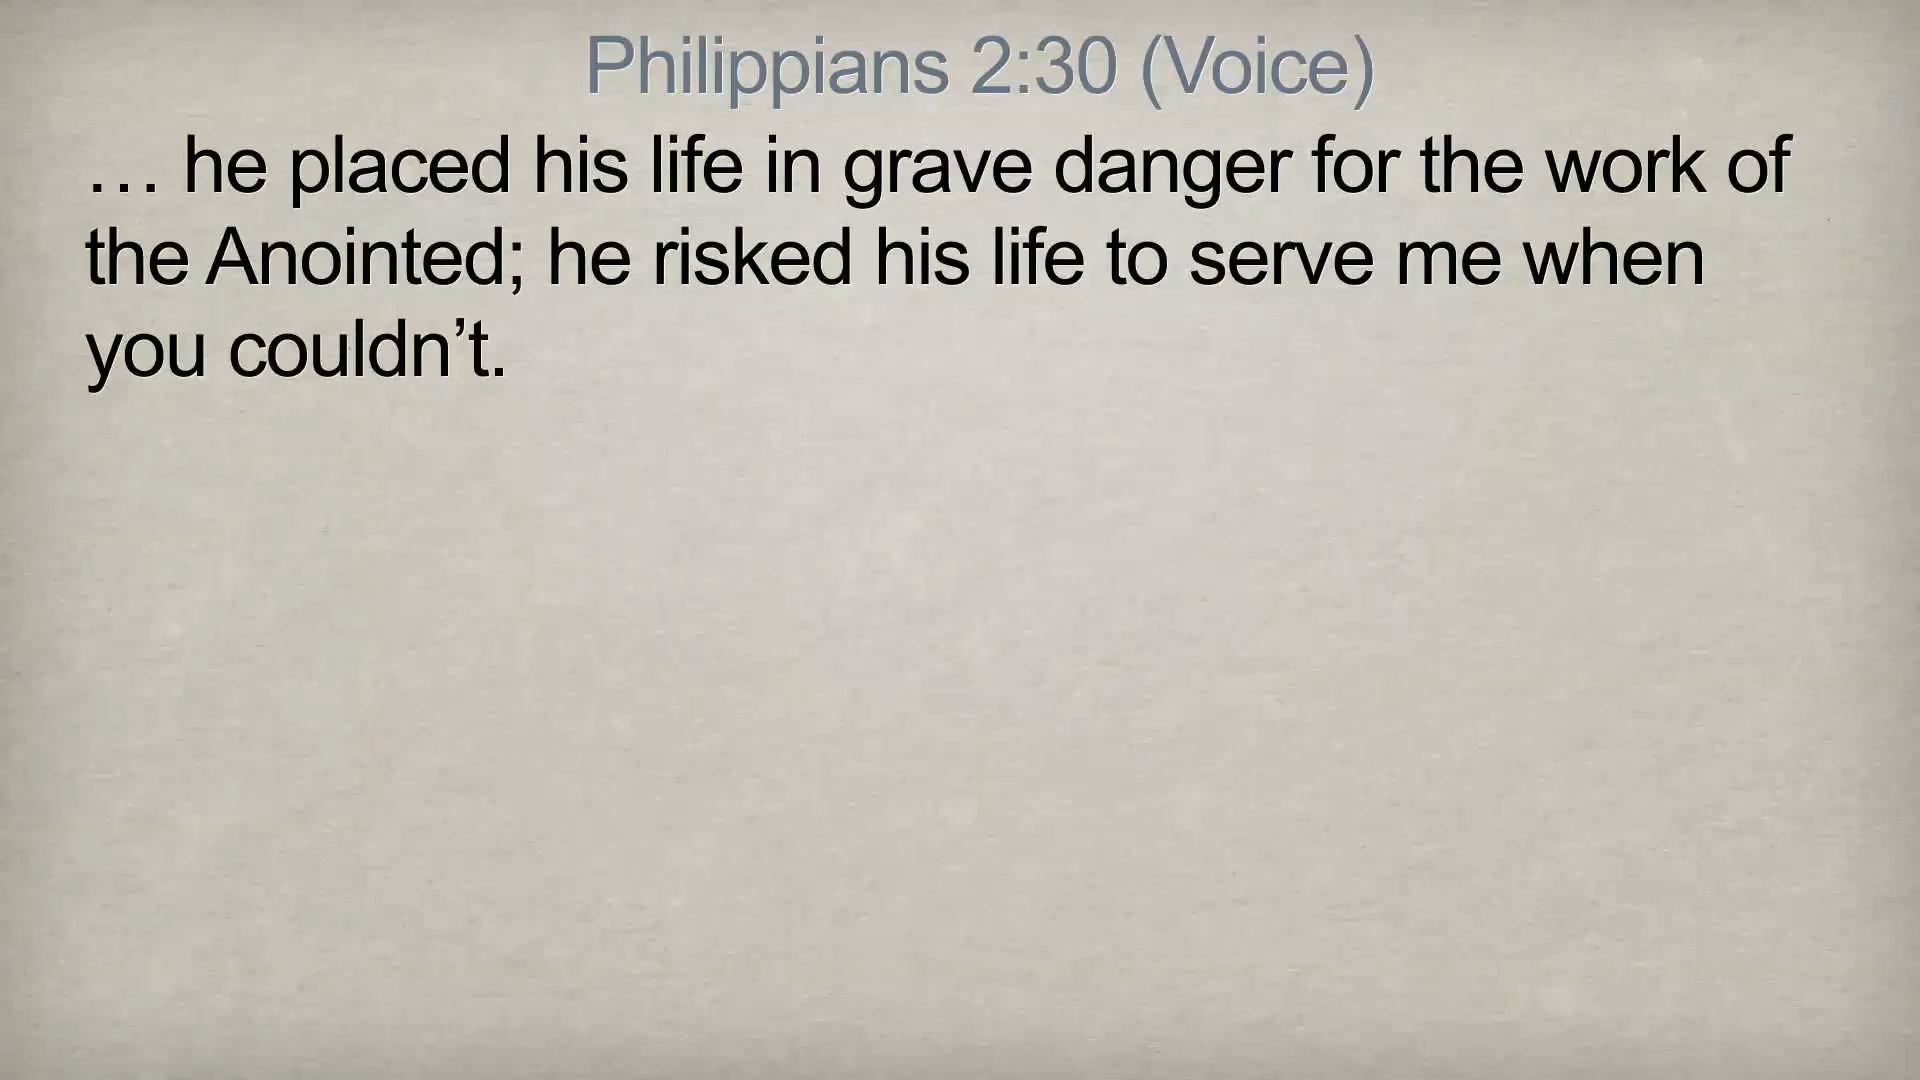 Philippians 2:30 (Voice)
… he placed his life in grave danger for the work of
the Anointed; he risked his life to serve me when
you couldn’t.